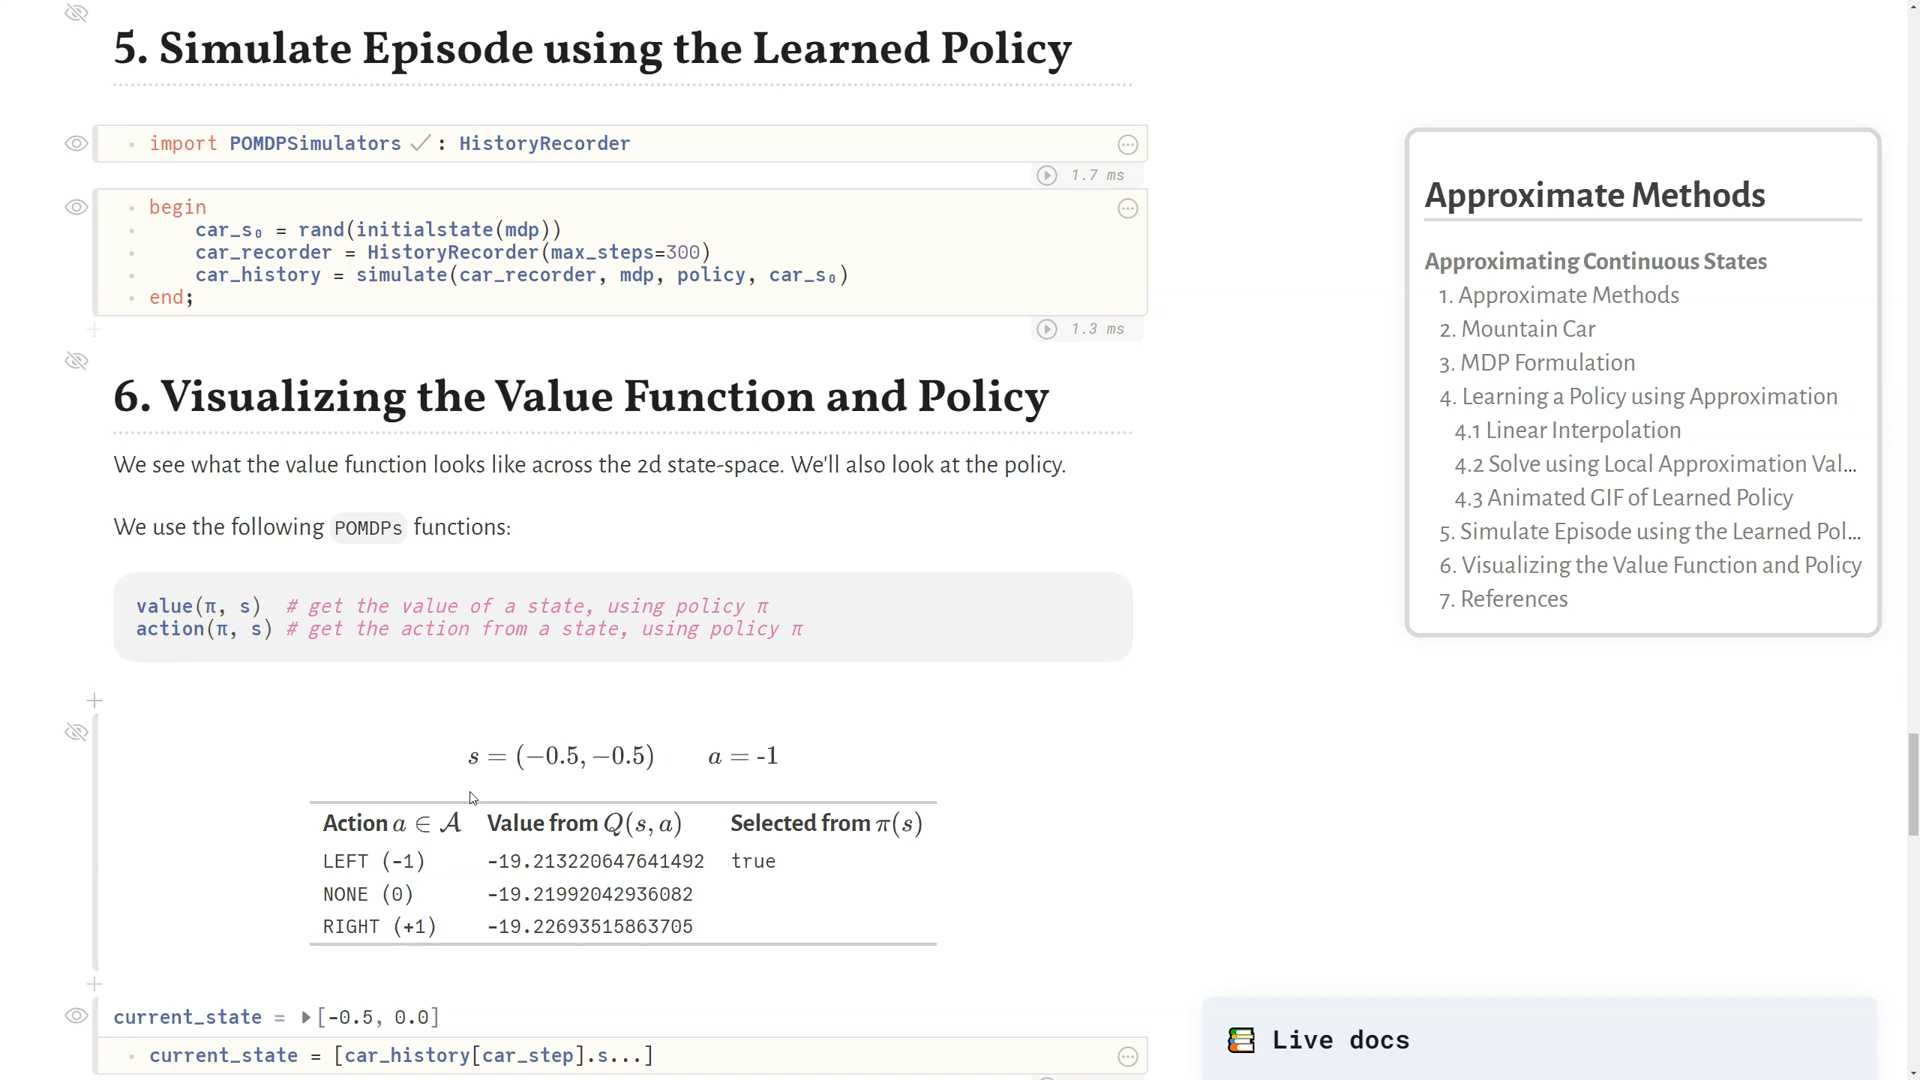 5. Simulate Episode using the Learned Policy
import POMDPSimulators ✓ : HistoryRecorder
1.7 ms
begin
car_s₀ = rand(initialstate(mdp))
car_recorder = HistoryRecorder(max_steps=300)
car_history = simulate(car_recorder, mdp, policy, car_s₀)
end;
1.3 ms
6. Visualizing the Value Function and Policy
We see what the value function looks like across the 2d state-space. We'll also look at the policy.
We use the following POMDPs functions:
value(π, s)  # get the value of a state, using policy π
action(π, s) # get the action from a state, using policy π
s = (−0.5, −0.5)  a = -1
Action a ∈ 𝒜  Value from Q(s, a)  Selected from π(s)
LEFT (-1)  -19.213220647641492  true
NONE (0)  -19.21992042936082
RIGHT (+1)  -19.22693515863705
current_state = ▶[-0.5, 0.0]
current_state = [car_history[car_step].s...]
Approximate Methods
Approximating Continuous States
1. Approximate Methods
2. Mountain Car
3. MDP Formulation
4. Learning a Policy using Approximation
4.1 Linear Interpolation
4.2 Solve using Local Approximation Val...
4.3 Animated GIF of Learned Policy
5. Simulate Episode using the Learned Pol...
6. Visualizing the Value Function and Policy
7. References
Live docs